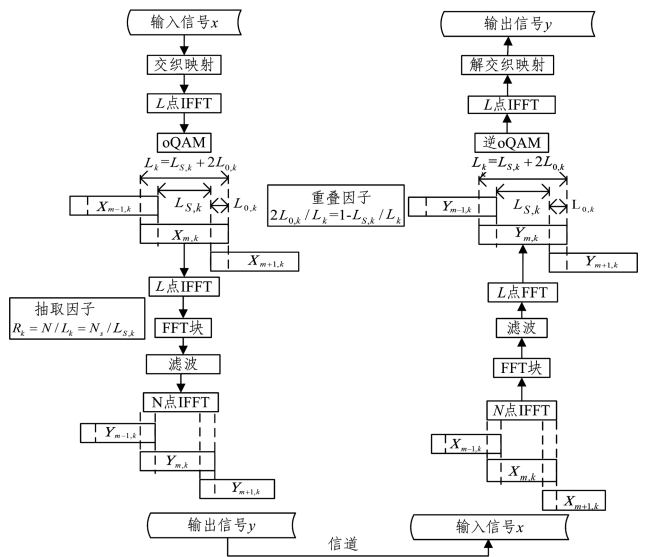 输入信号x
交织映射
L点IFFT
oQAM
L_k=L_{S,k}+2L_{0,k}
L_{S,k}
L_{0,k}
X_{m-1,k}
X_{m,k}
X_{m+1,k}
L点IFFT
抽取因子
R_k = N/L_k = N_s/L_{S,k}
FFT块
滤波
N点IFFT
Y_{m-1,k}
Y_{m,k}
Y_{m+1,k}
输出信号y
信道
重叠因子
2L_{0,k}/L_k=1-L_{S,k}/L_k
输出信号y
解交织映射
L点IFFT
逆oQAM
L_k=L_{S,k}+2L_{0,k}
Y_{m-1,k}
L_{S,k}
L_{0,k}
Y_{m,k}
Y_{m+1,k}
L点FFT
滤波
FFT块
N点IFFT
X_{m-1,k}
X_{m,k}
X_{m+1,k}
输入信号x